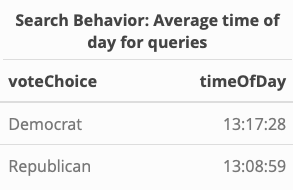 Search Behavior: Average time of
day for queries
voteChoice timeOfDay
Democrat 13:17:28
Republican 13:08:59